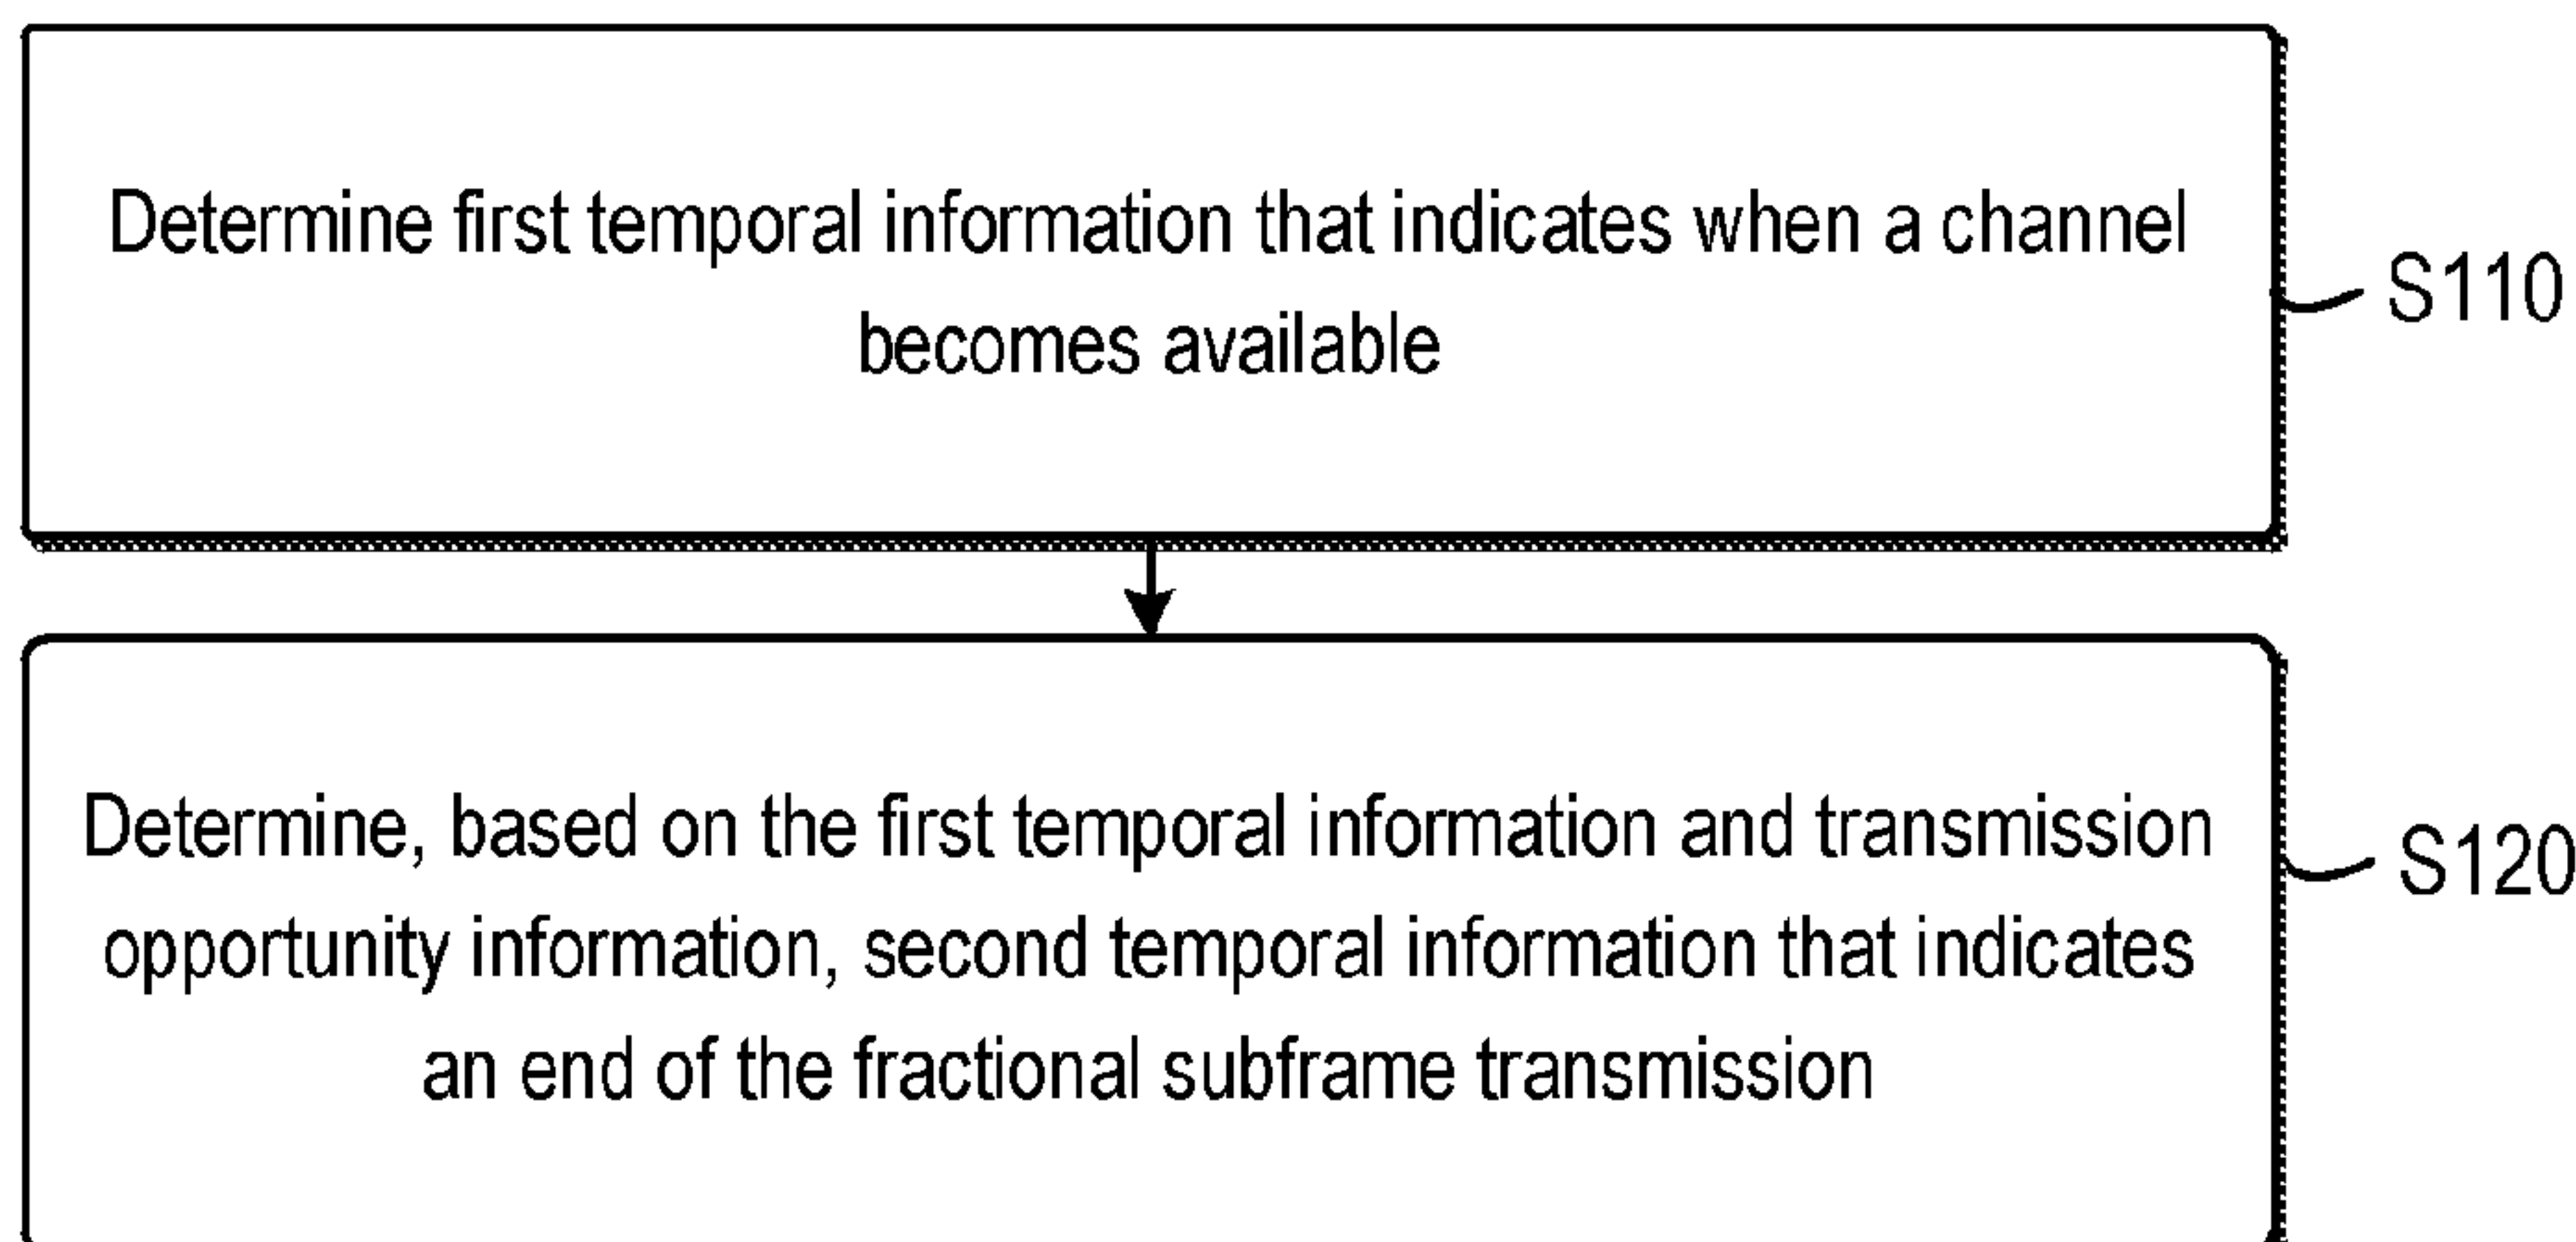 Determine first temporal information that indicates when a channel
becomes available
S110
Determine, based on the first temporal information and transmission
opportunity information, second temporal information that indicates
an end of the fractional subframe transmission
S120